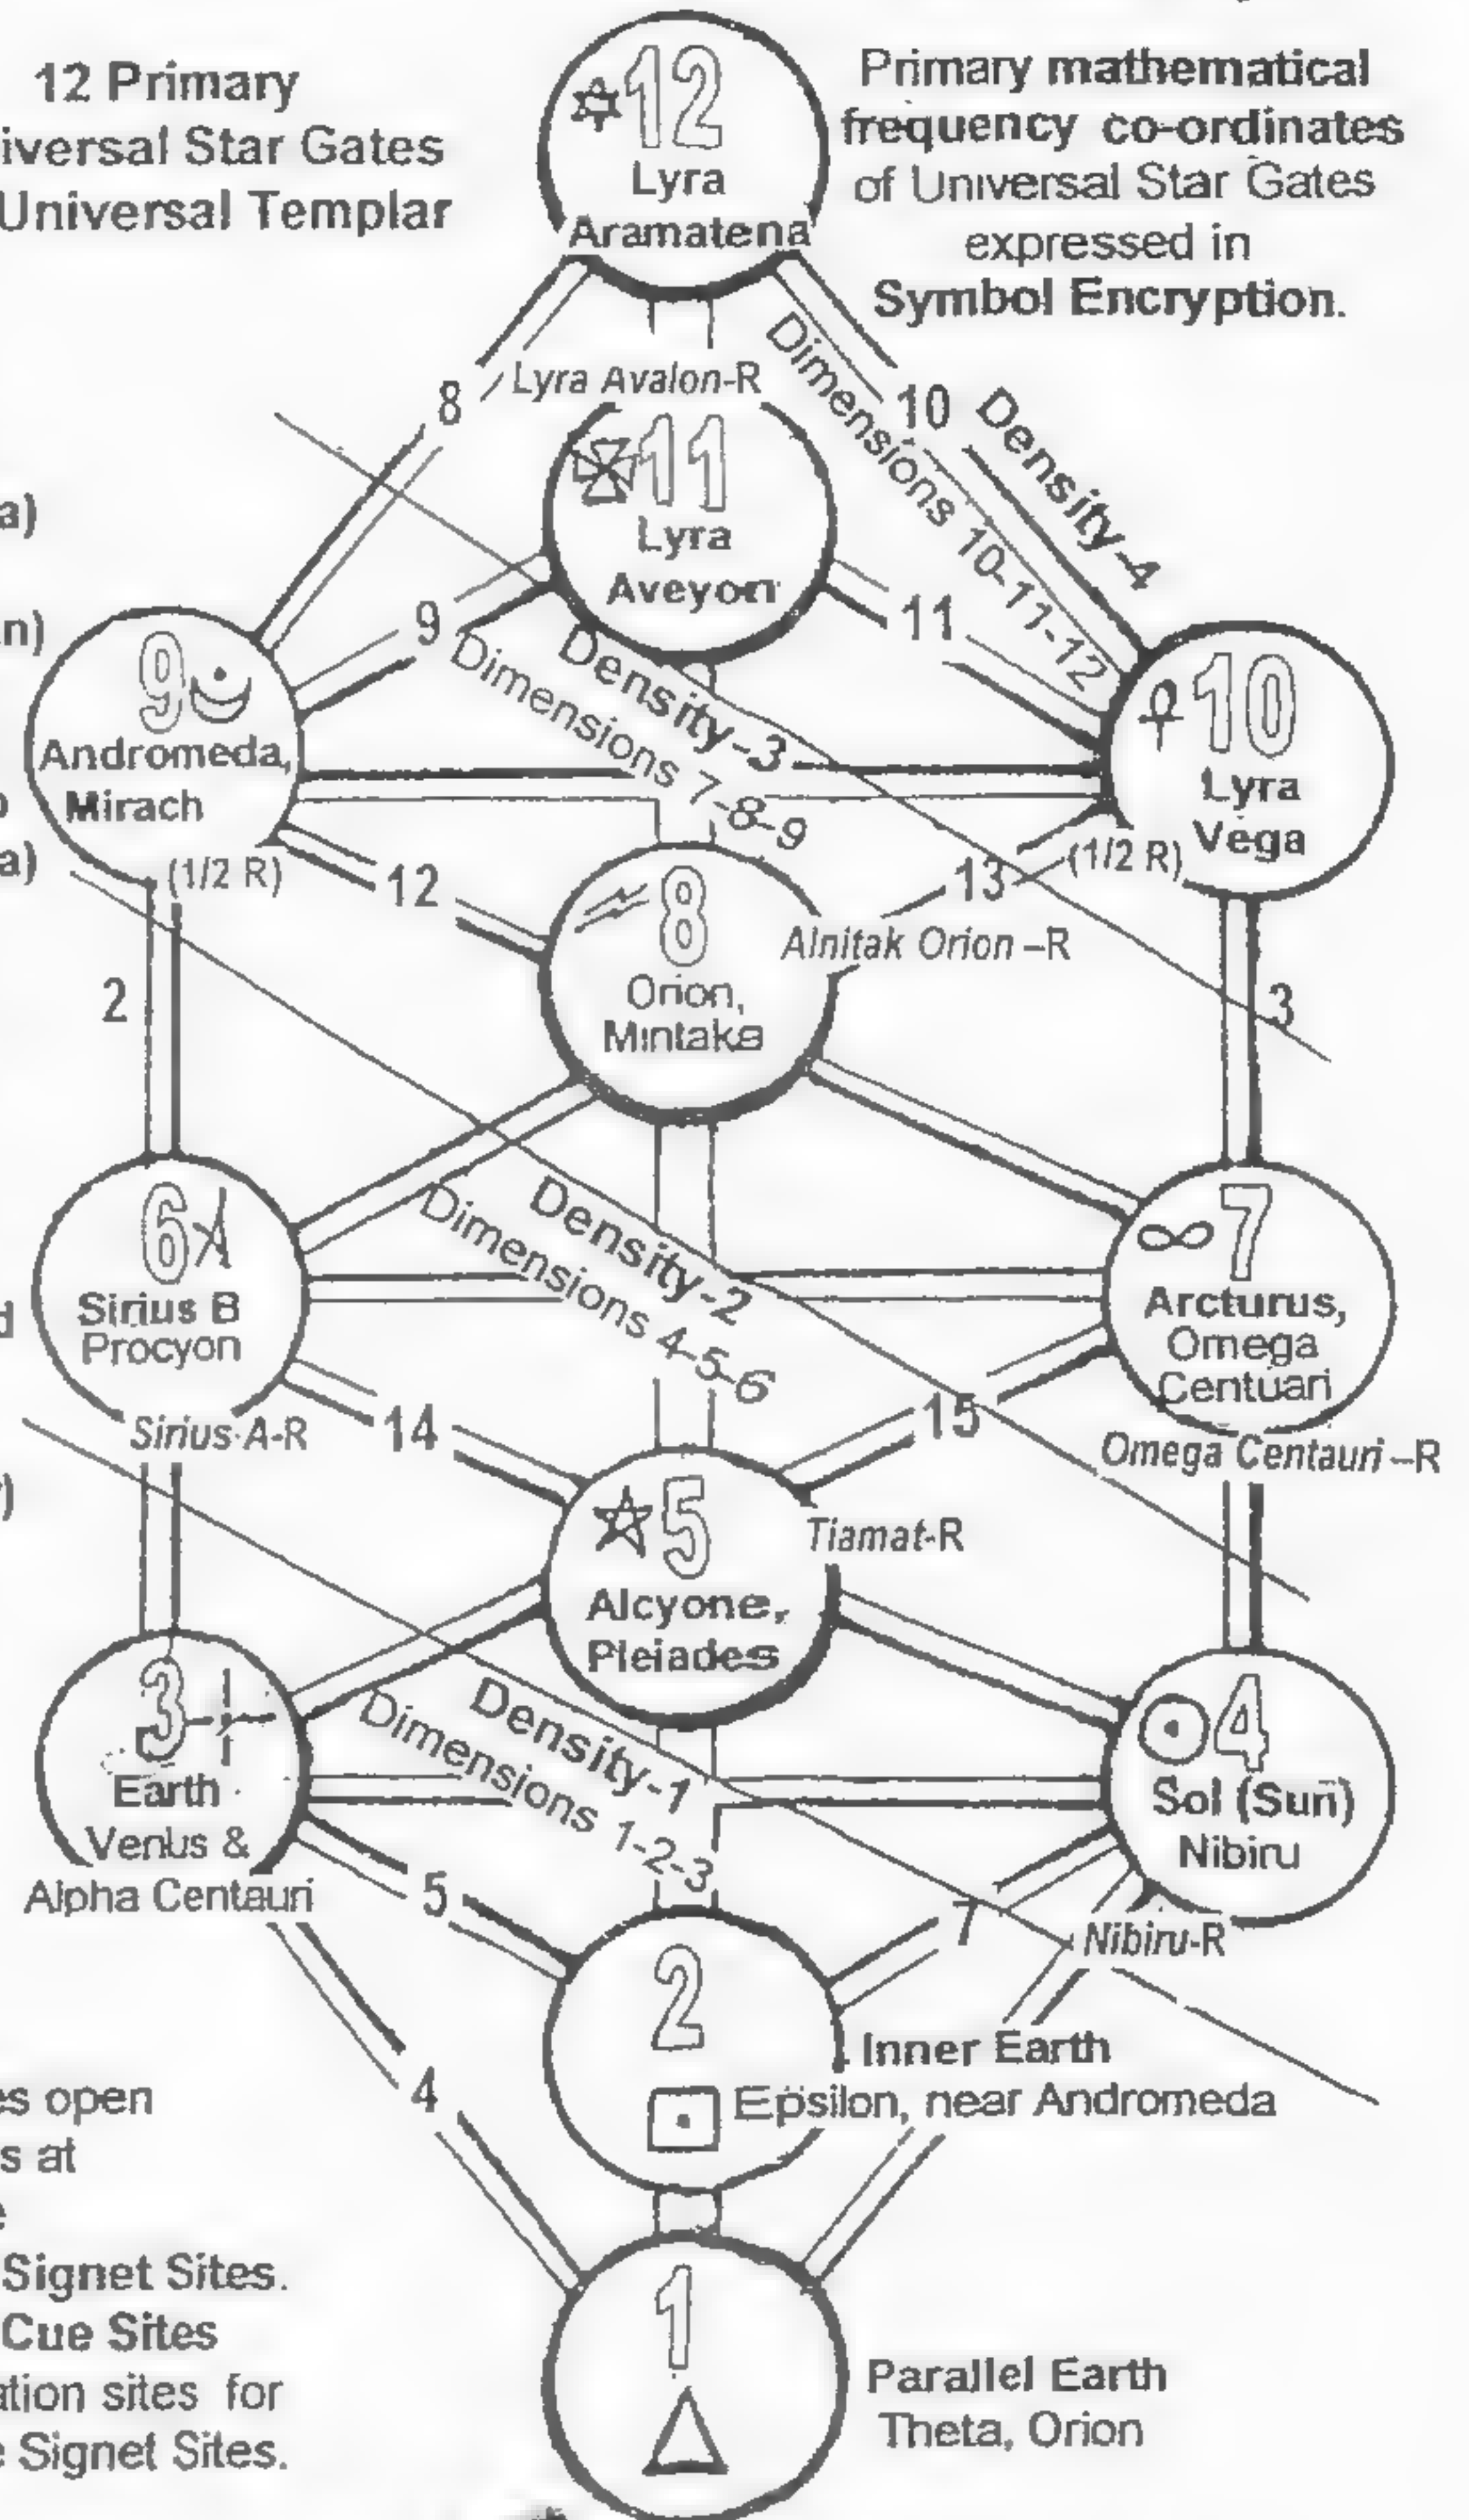 12 Primary
iversal Star Gates
Universal Templar
Primary mathematical
frequency co-ordinates
of Universal Star Gates
expressed in
Symbol Encryption.
12
Lyra
Aramatena
8
Lyra Avalon-R
10
Density-4
Dimensions 10-11-12
11
Lyra
Aveyon
a)
n)
9
11
Density-3
Dimensions 7-8-9
9
Andromeda,
Mirach
(1/2 R)
10
Lyra
Vega
(1/2 R)
a)
12
13
8
Orion,
Mintaka
Alnitak Orion –R
2
3
Density-2
Dimensions 4-5-6
6
Sirius B
Procyon
Sirius A-R
7
Arcturus,
Omega
Centuari
Omega Centauri –R
d
14
15
)
5
Alcyone,
Pleiades
Tiamat-R
Density-1
Dimensions 1-2-3
3
Earth
Venus &
Alpha Centauri
4
Sol (Sun)
Nibiru
Nibiru-R
5
7
2
Inner Earth
Epsilon, near Andromeda
4
es open
s at
e
Signet Sites.
Cue Sites
ation sites for
e Signet Sites.
1
Parallel Earth
Theta, Orion